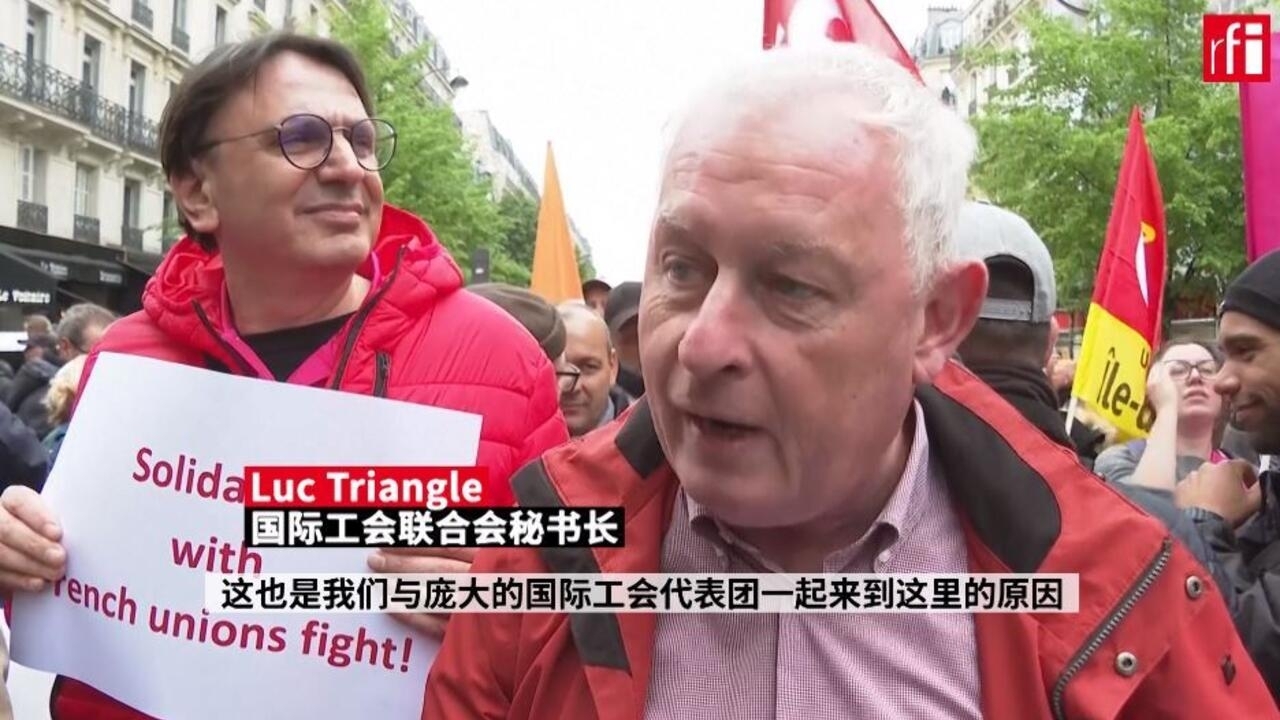 rfi
Le Voltaire
Solida
with
rench unions fight!
Île-d
Luc Triangle
国际工会联合会秘书长
这也是我们与庞大的国际工会代表团一起来到这里的原因